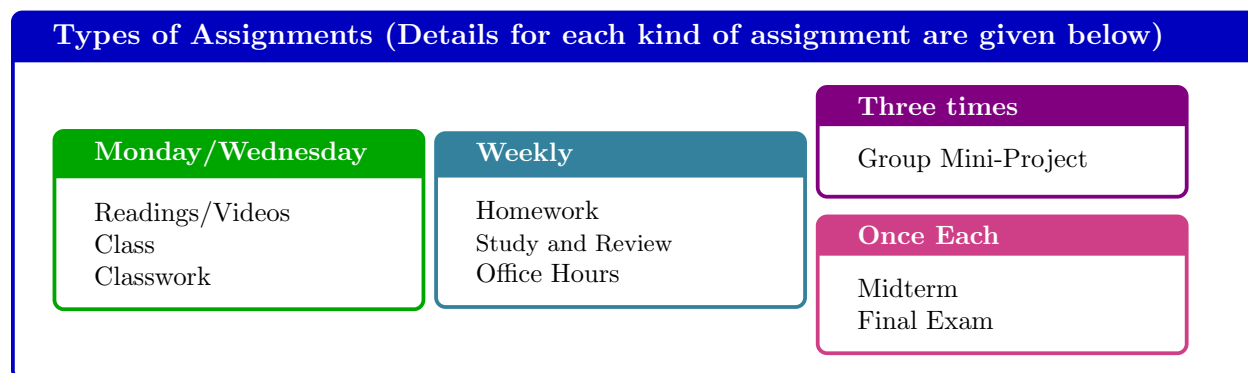 Types of Assignments (Details for each kind of assignment are given below)
Monday/Wednesday
Readings/Videos
Class
Classwork
Weekly
Homework
Study and Review
Office Hours
Three times
Group Mini-Project
Once Each
Midterm
Final Exam